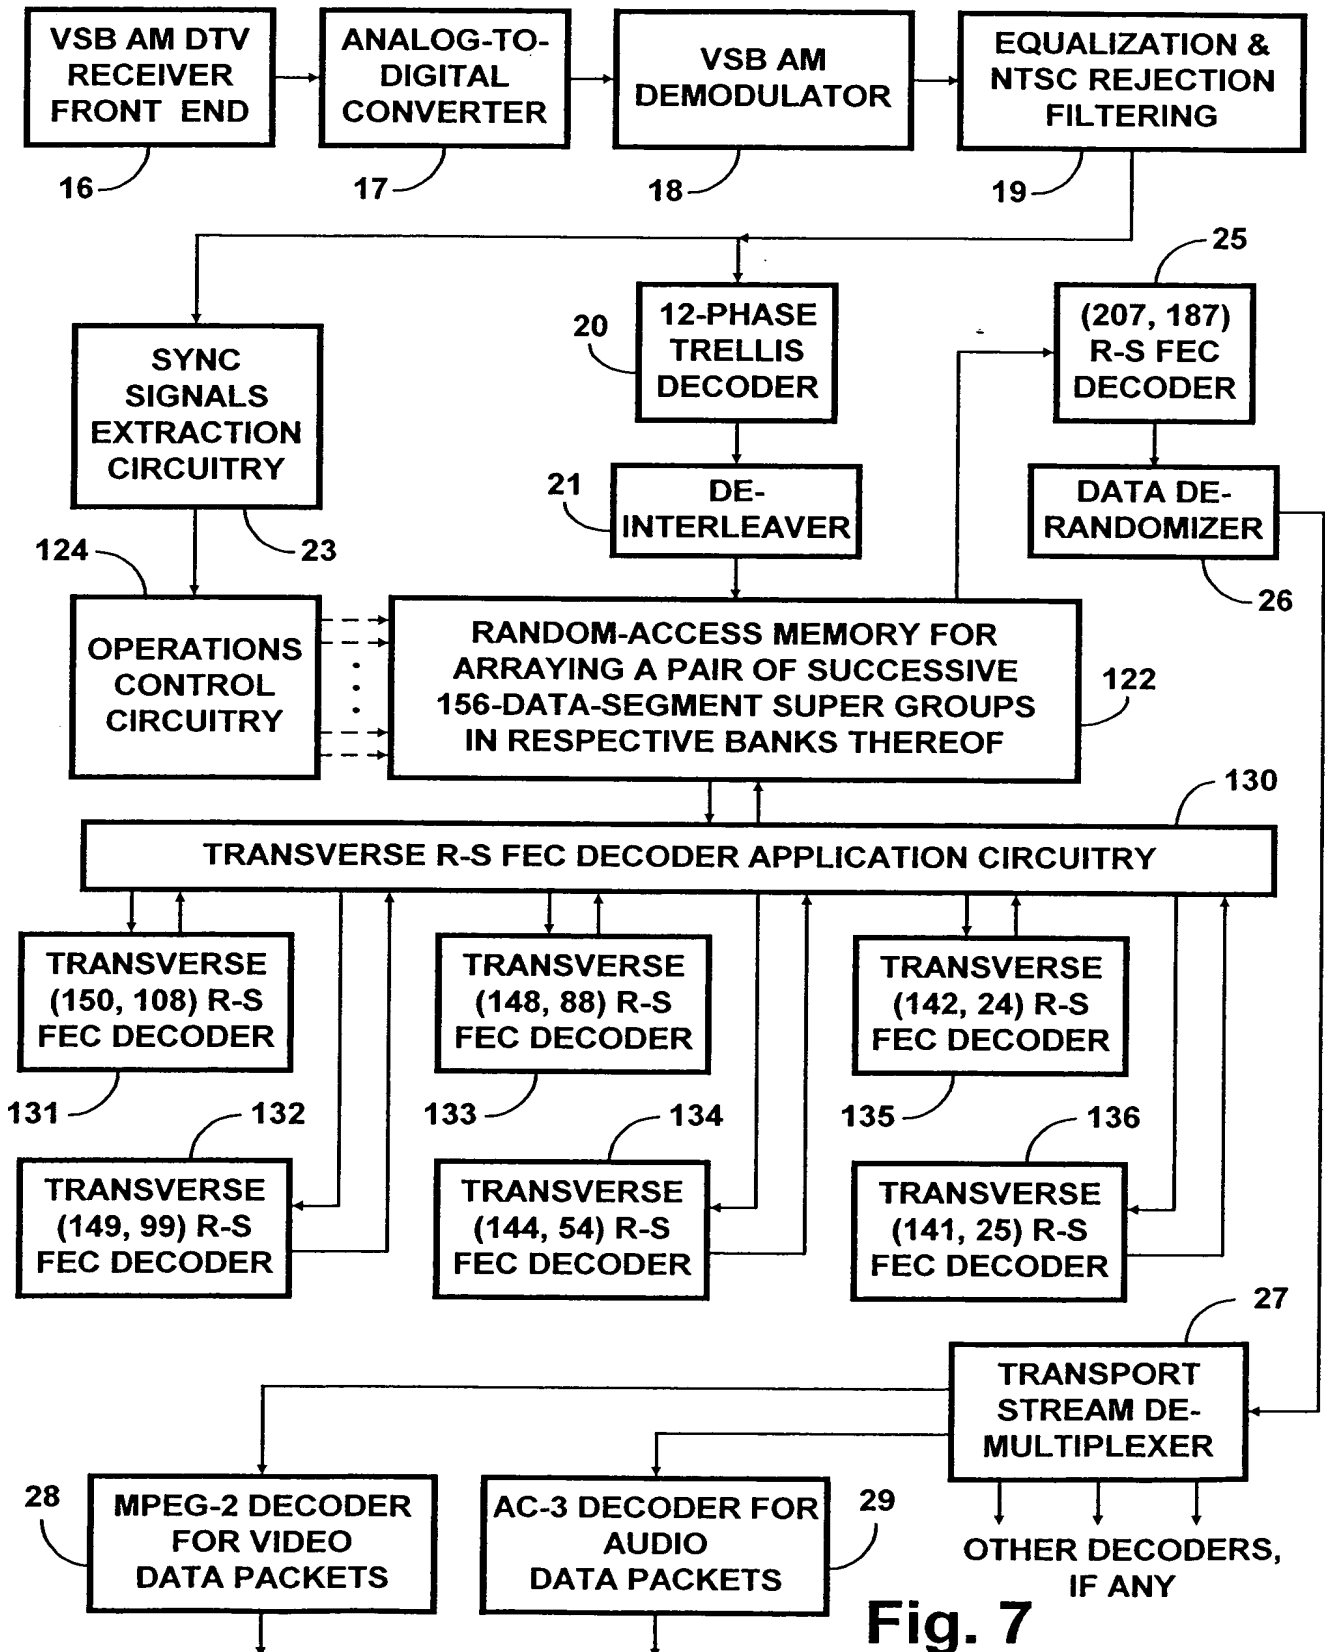 VSB AM DTV
RECEIVER
FRONT END
ANALOG-TO-
DIGITAL
CONVERTER
VSB AM
DEMODULATOR
EQUALIZATION &
NTSC REJECTION
FILTERING
16
17
18
19
25
20
12-PHASE
TRELLIS
DECODER
(207, 187)
R-S FEC
DECODER
SYNC
SIGNALS
EXTRACTION
CIRCUITRY
21
DE-
INTERLEAVER
DATA DE-
RANDOMIZER
124
23
26
OPERATIONS
CONTROL
CIRCUITRY
RANDOM-ACCESS MEMORY FOR
ARRAYING A PAIR OF SUCCESSIVE
156-DATA-SEGMENT SUPER GROUPS
IN RESPECTIVE BANKS THEREOF
122
130
TRANSVERSE R-S FEC DECODER APPLICATION CIRCUITRY
TRANSVERSE
(150, 108) R-S
FEC DECODER
TRANSVERSE
(148, 88) R-S
FEC DECODER
TRANSVERSE
(142, 24) R-S
FEC DECODER
131
132
133
134
135
136
TRANSVERSE
(149, 99) R-S
FEC DECODER
TRANSVERSE
(144, 54) R-S
FEC DECODER
TRANSVERSE
(141, 25) R-S
FEC DECODER
27
TRANSPORT
STREAM DE-
MULTIPLEXER
28
MPEG-2 DECODER
FOR VIDEO
DATA PACKETS
AC-3 DECODER FOR
AUDIO
DATA PACKETS
29
OTHER DECODERS,
IF ANY
Fig. 7